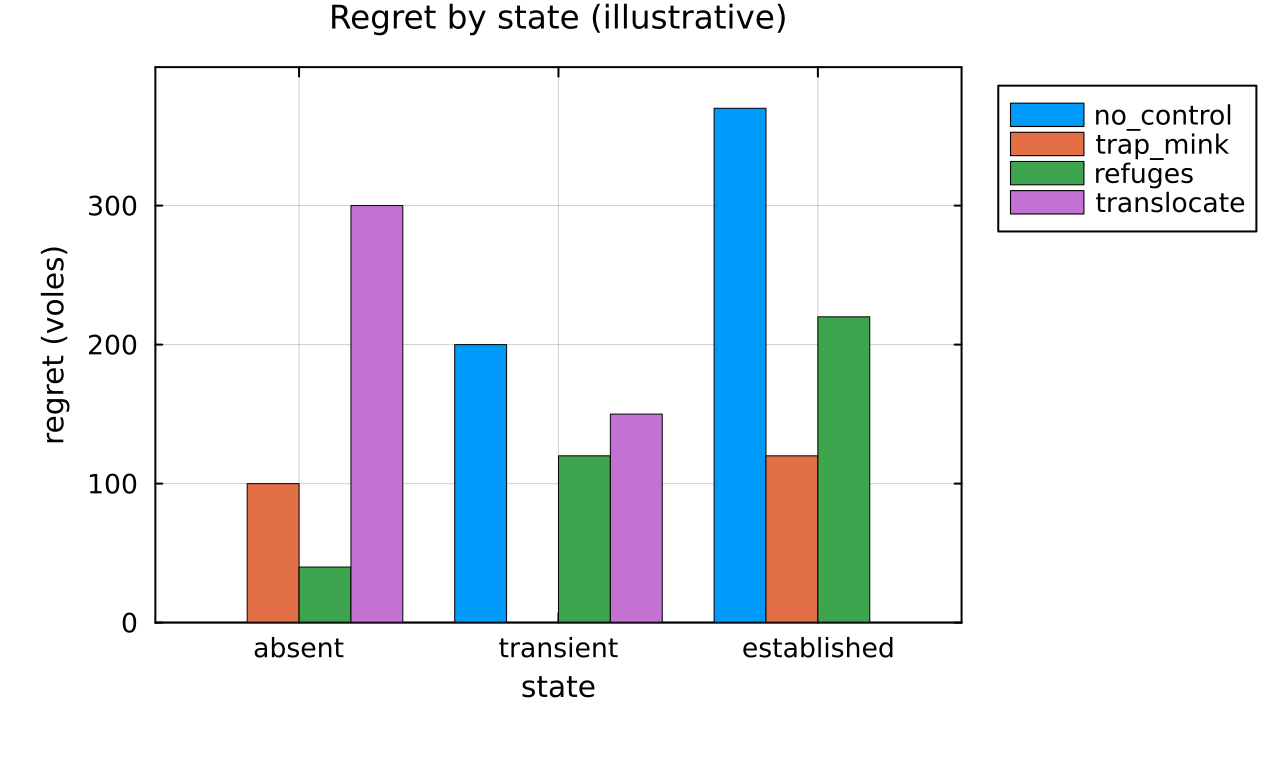 Regret by state (illustrative)
no_control
trap_mink
refuges
translocate
regret (voles)
300
200
100
0
absent
transient
established
state